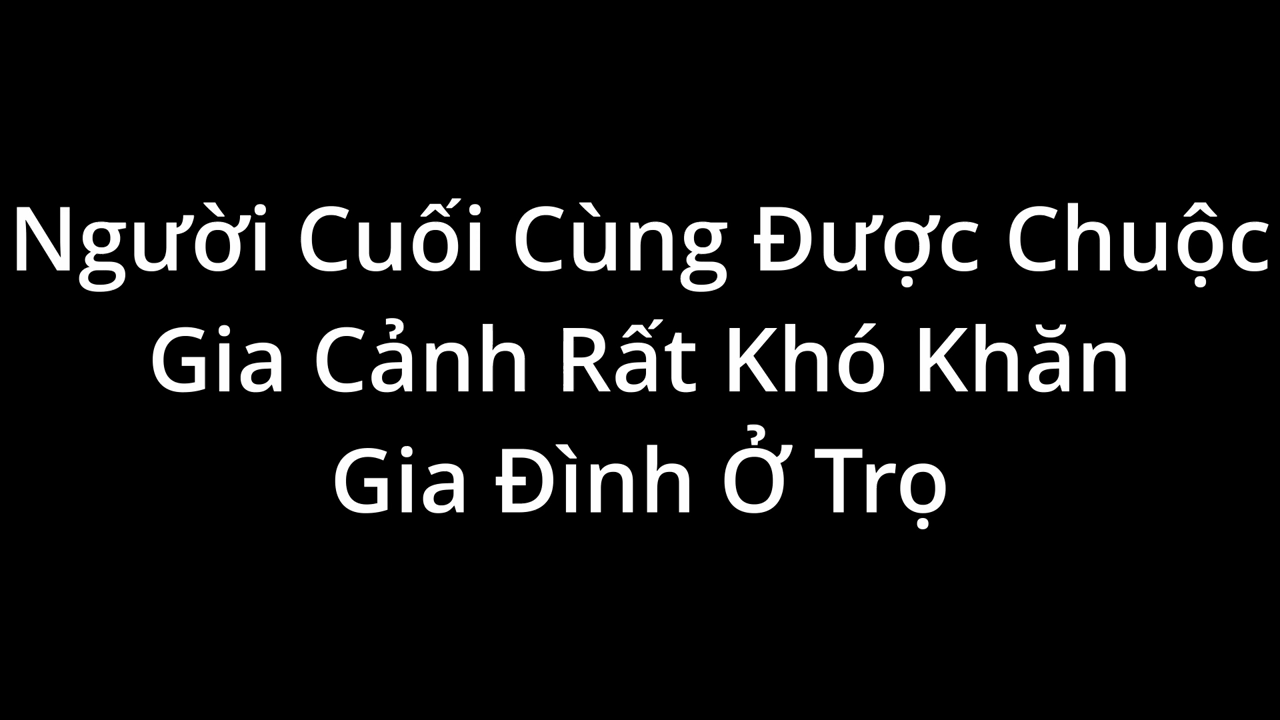 Người Cuối Cùng Được Chuộc
Gia Cảnh Rất Khó Khăn
Gia Đình Ở Trọ